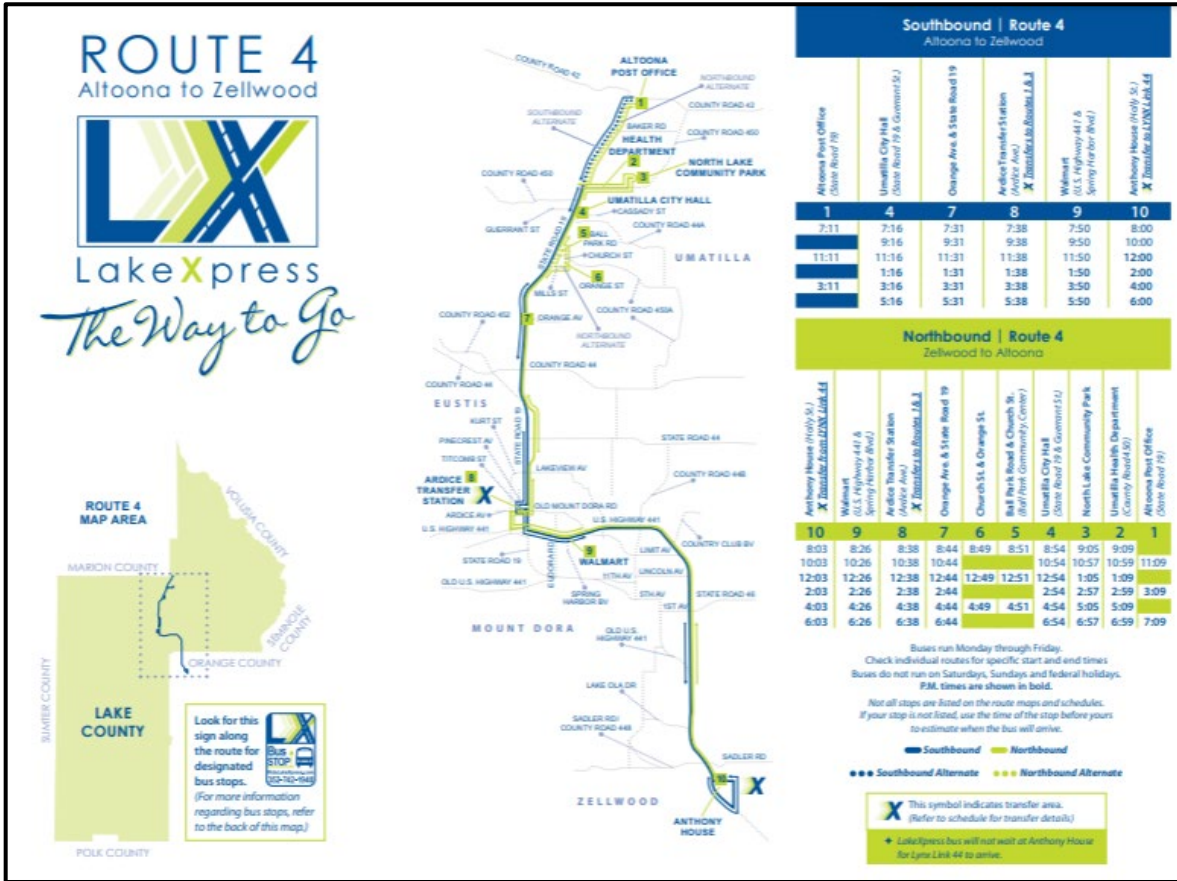 ROUTE 4
Altoona to Zellwood
LX
LakeXpress
The Way to Go
ROUTE 4
MAP AREA
VOLUSIA COUNTY
MARION COUNTY
SEMINOLE COUNTY
ORANGE COUNTY
SUMTER COUNTY
LAKE
COUNTY
POLK COUNTY
Look for this
sign along
the route for
designated
bus stops.
(For more information
regarding bus stops, refer
to the back of this map.)
LX
Bus
STOP
COUNTY ROAD 42
ALTOONA
POST OFFICE
NORTHBOUND
ALTERNATE
1
COUNTY ROAD 42
SOUTHBOUND
ALTERNATE
BAKER RD
COUNTY ROAD 450
HEALTH
DEPARTMENT
2
NORTH LAKE
COMMUNITY PARK
3
COUNTY ROAD 450
UMATILLA CITY HALL
4
CASSADY ST
GUERRANT ST
STATE ROAD 19
5
BALL
PARK RD
COUNTY ROAD 44A
CHURCH ST
UMATILLA
6
ORANGE ST
MILLS ST
COUNTY ROAD 452
7
ORANGE AV
COUNTY ROAD 450A
NORTHBOUND
ALTERNATE
COUNTY ROAD 44
COUNTY ROAD 44
EUSTIS
KURT ST
STATE ROAD 19
STATE ROAD 44
PINECREST AV
TITCOMB ST
LAKEVIEW AV
COUNTY ROAD 44B
ARDICE
TRANSFER
STATION
8
X
OLD MOUNT DORA RD
ARDICE AV
U.S. HIGHWAY 441
U.S. HIGHWAY 441
COUNTRY CLUB BV
9
WALMART
LIMIT AV
STATE ROAD 19
EUDORA RD
11TH AV
LINCOLN AV
OLD U.S. HIGHWAY 441
SPRING
HARBOR BV
5TH AV
STATE ROAD 46
1ST AV
MOUNT DORA
OLD U.S.
HIGHWAY 441
LAKE OLA DR
SADLER RD/
COUNTY ROAD 448
SADLER RD
10
X
ZELLWOOD
ANTHONY
HOUSE
Southbound | Route 4
Altoona to Zellwood
Altoona Post Office
(State Road 19)
Umatilla City Hall
(State Road 19 & Guerrant St.)
Orange Ave. & State Road 19
Ardice Transfer Station
(Ardice Ave.)
X Transfers to Routes 1 & 3
Walmart
(U.S. Highway 441 &
Spring Harbor Blvd.)
Anthony House (Holly St.)
X Transfer to LYNX Link 44
1 4 7 8 9 10
7:11 7:16 7:31 7:38 7:50 8:00
9:16 9:31 9:38 9:50 10:00
11:11 11:16 11:31 11:38 11:50 12:00
1:16 1:31 1:38 1:50 2:00
3:11 3:16 3:31 3:38 3:50 4:00
5:16 5:31 5:38 5:50 6:00
Northbound | Route 4
Zellwood to Altoona
Anthony House (Holly St.)
X Transfer from LYNX Link 44
Walmart
(U.S. Highway 441 &
Spring Harbor Blvd.)
Ardice Transfer Station
(Ardice Ave.)
X Transfers to Routes 1 & 3
Orange Ave. & State Road 19
Church St. & Orange St.
Ball Park Road & Church St.
(Ball Park Community Center)
Umatilla City Hall
(State Road 19 & Guerrant St.)
North Lake Community Park
Umatilla Health Department
(County Road 450)
Altoona Post Office
(State Road 19)
10 9 8 7 6 5 4 3 2 1
8:03 8:26 8:38 8:44 8:49 8:51 8:54 9:05 9:09
10:03 10:26 10:38 10:44 10:54 10:57 10:59 11:09
12:03 12:26 12:38 12:44 12:49 12:51 12:54 1:05 1:09
2:03 2:26 2:38 2:44 2:54 2:57 2:59 3:09
4:03 4:26 4:38 4:44 4:49 4:51 4:54 5:05 5:09
6:03 6:26 6:38 6:44 6:54 6:57 6:59 7:09
Buses run Monday through Friday.
Check individual routes for specific start and end times
Buses do not run on Saturdays, Sundays and federal holidays.
P.M. times are shown in bold.
Not all stops are listed on the route maps and schedules.
If your stop is not listed, use the time of the stop before yours
to estimate when the bus will arrive.
Southbound Northbound
Southbound Alternate Northbound Alternate
X This symbol indicates transfer area.
(Refer to schedule for transfer details)
LakeXpress bus will not wait at Anthony House
for Lynx Link 44 to arrive.